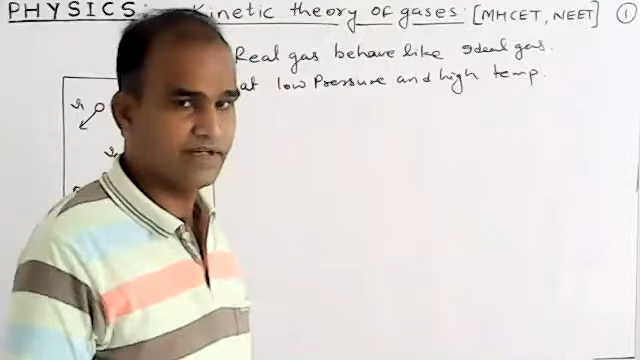 PHYSICS:- Kinetic theory of gases: [MHCET, NEET] ①
Real gas behave like ideal gas.
at low Pressure and high temp.